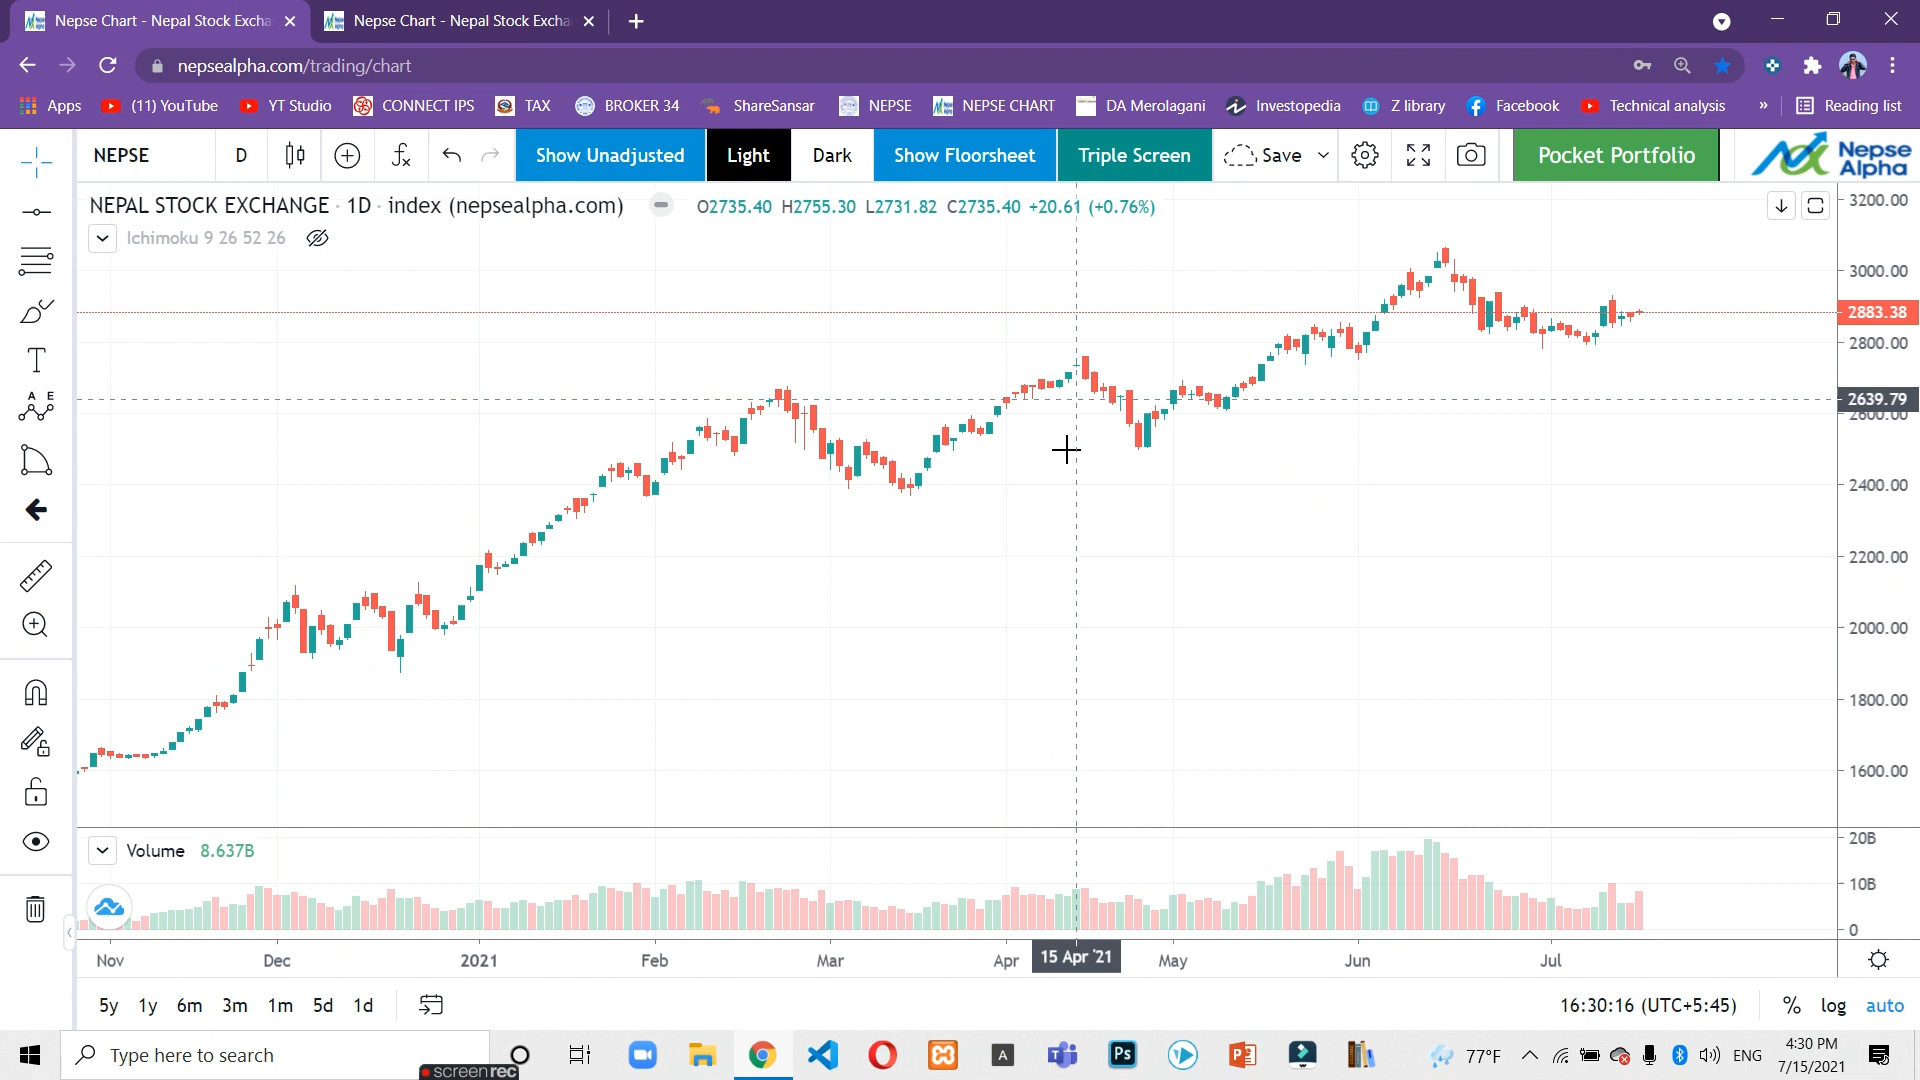 Nepse Chart - Nepal Stock Excha
Nepse Chart - Nepal Stock Excha
nepsealpha.com/trading/chart
Apps (11) YouTube YT Studio CONNECT IPS TAX BROKER 34 ShareSansar NEPSE NEPSE CHART DA Merolagani Investopedia Z library Facebook Technical analysis » Reading list
NEPSE D Show Unadjusted Light Dark Show Floorsheet Triple Screen Save Pocket Portfolio Nepse Alpha
NEPAL STOCK EXCHANGE · 1D · index (nepsealpha.com) O2735.40 H2755.30 L2731.82 C2735.40 +20.61 (+0.76%)
Ichimoku 9 26 52 26
3200.00
3000.00
2883.38
2800.00
2639.79
2600.00
2400.00
2200.00
2000.00
1800.00
1600.00
T
A E
Volume 8.637B
20B
10B
0
Nov Dec 2021 Feb Mar Apr 15 Apr '21 May Jun Jul
5y 1y 6m 3m 1m 5d 1d 16:30:16 (UTC+5:45) % log auto
Type here to search
screenrec
A
Ps
77°F ENG
4:30 PM
7/15/2021